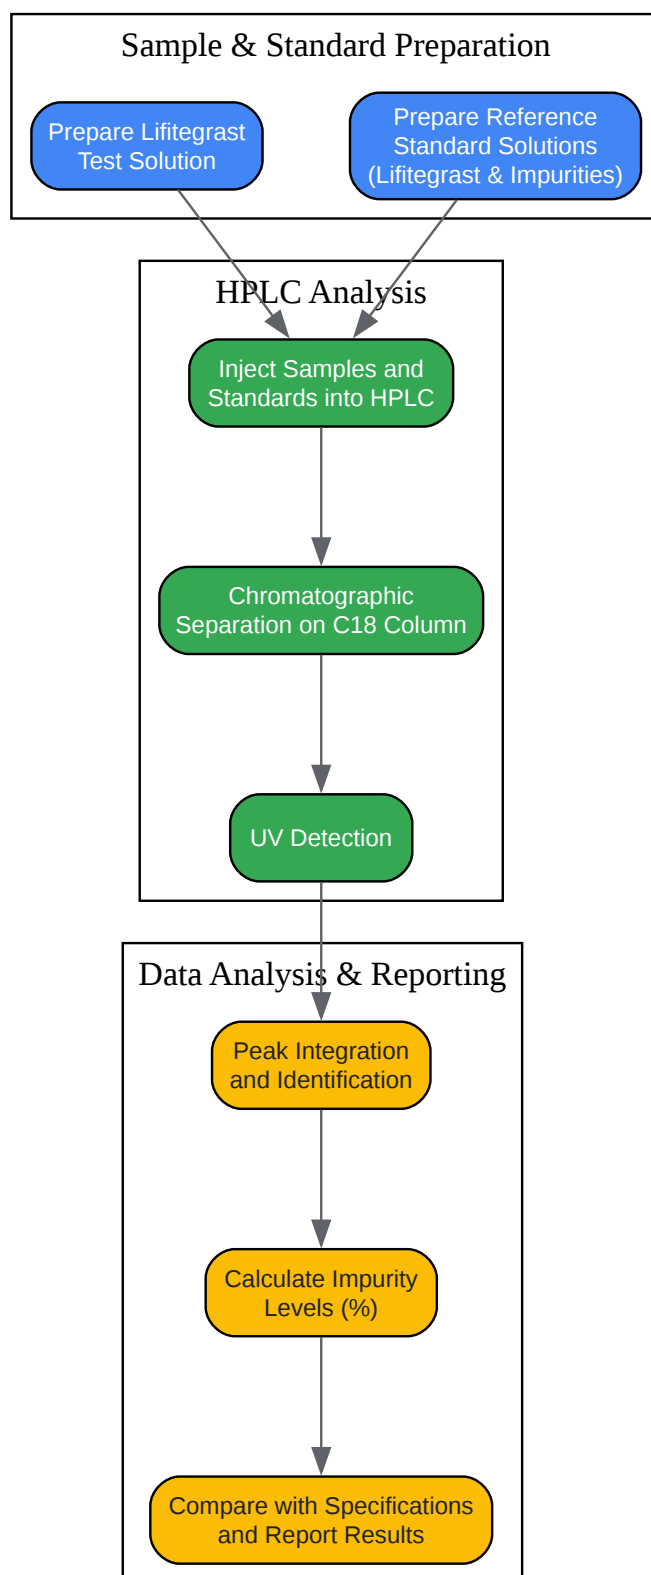 Sample & Standard Preparation
Prepare Lifitegrast
Test Solution
Prepare Reference
Standard Solutions
(Lifitegrast & Impurities)
HPLC Analysis
Inject Samples and
Standards into HPLC
Chromatographic
Separation on C18 Column
UV Detection
Data Analysis & Reporting
Peak Integration
and Identification
Calculate Impurity
Levels (%)
Compare with Specifications
and Report Results